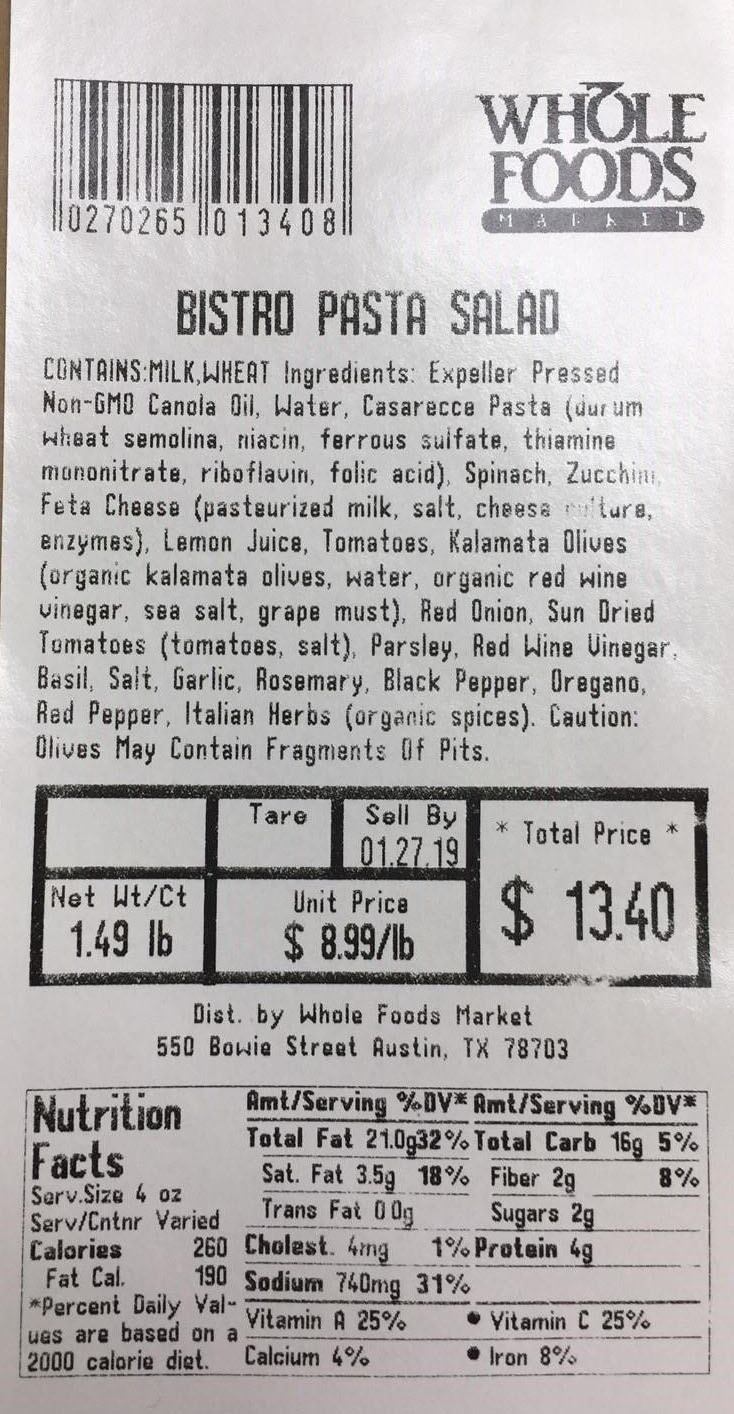 0270265 013408
WHOLE
FOODS
MARKET
BISTRO PASTA SALAD
CONTAINS:MILK,WHEAT Ingredients: Expeller Pressed
Non-GMO Canola Oil, Water, Casarecce Pasta (durum
wheat semolina, niacin, ferrous sulfate, thiamine
mononitrate, riboflavin, folic acid), Spinach, Zucchini,
Feta Cheese (pasteurized milk, salt, cheese culture,
enzymes), Lemon Juice, Tomatoes, Kalamata Olives
(organic kalamata olives, water, organic red wine
vinegar, sea salt, grape must), Red Onion, Sun Dried
Tomatoes (tomatoes, salt), Parsley, Red Wine Vinegar,
Basil, Salt, Garlic, Rosemary, Black Pepper, Oregano,
Red Pepper, Italian Herbs (organic spices). Caution:
Olives May Contain Fragments Of Pits.
Tare
Sell By
01.27.19
* Total Price *
$ 13.40
Net Wt/Ct
1.49 lb
Unit Price
$ 8.99/lb
Dist. by Whole Foods Market
550 Bowie Street Austin, TX 78703
Nutrition
Facts
Serv.Size 4 oz
Serv/Cntnr Varied
Calories 260
Fat Cal. 190
*Percent Daily Val-
ues are based on a
2000 calorie diet.
Amt/Serving %DV* Amt/Serving %DV*
Total Fat 21.0g 32% Total Carb 16g 5%
Sat. Fat 3.5g 18% Fiber 2g 8%
Trans Fat 0.0g Sugars 2g
Cholest. 4mg 1% Protein 4g
Sodium 740mg 31%
Vitamin A 25% • Vitamin C 25%
Calcium 4% • Iron 8%